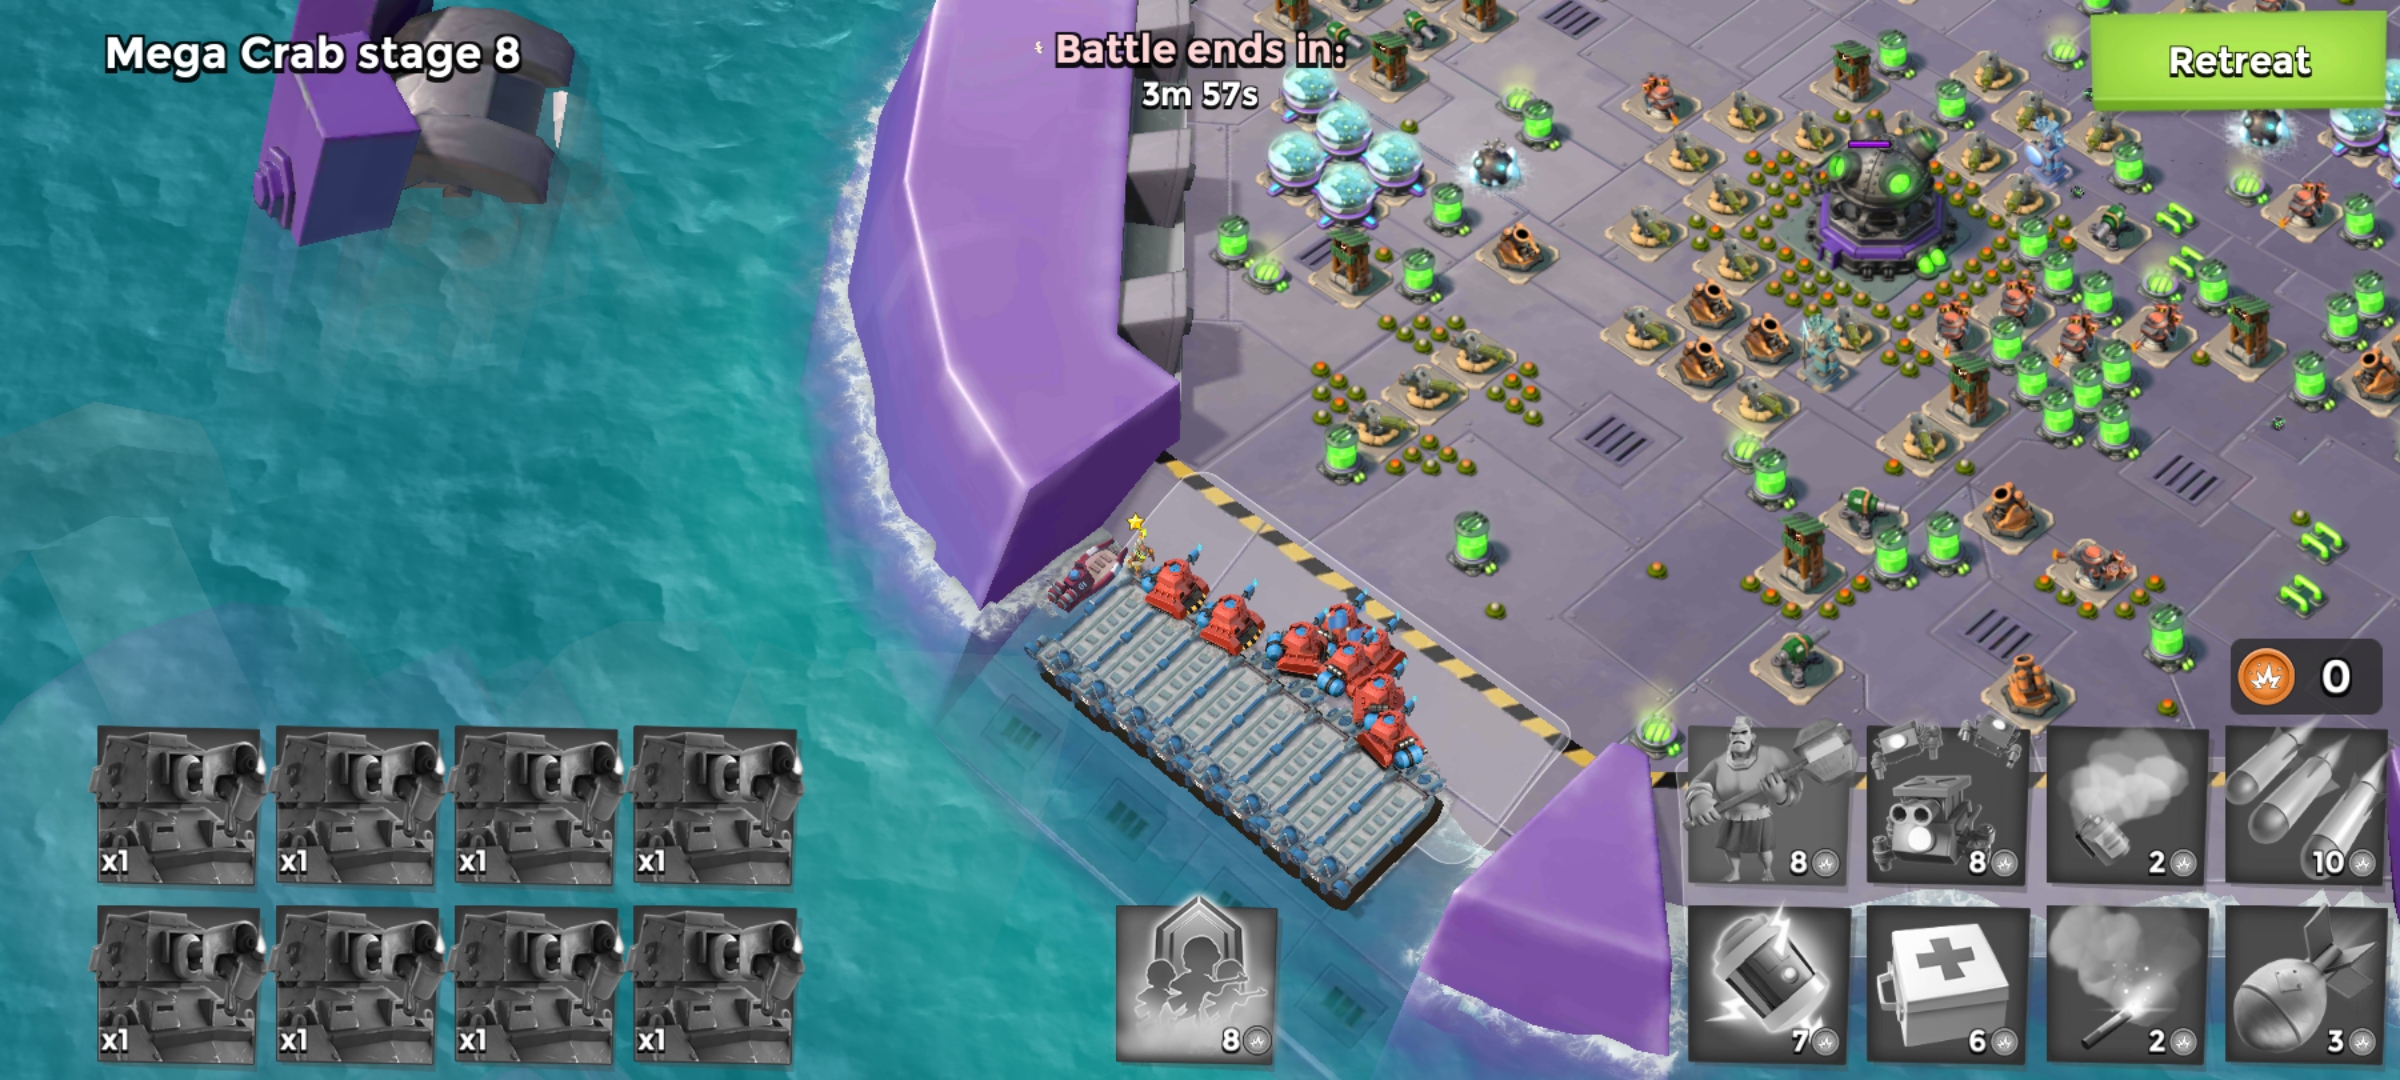 Mega Crab stage 8
Battle ends in:
3m 57s
Retreat
0
x1
x1
x1
x1
8
8
2
10
x1
x1
x1
x1
8
7
6
2
3